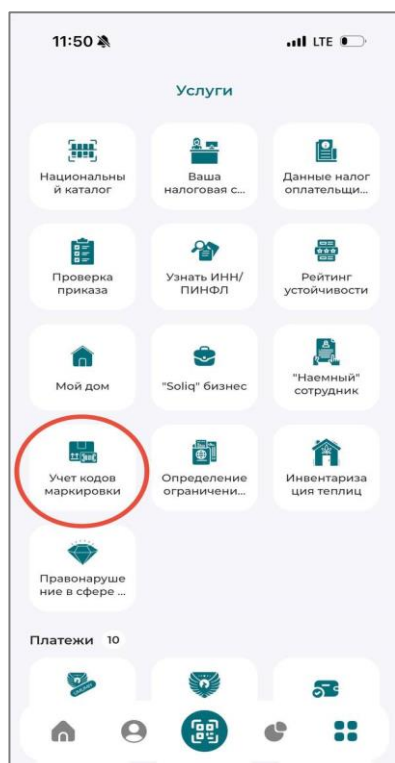 11:50
LTE
Услуги
Национальны
й каталог
Ваша
налоговая с...
Данные налог
оплательщи...
Проверка
приказа
Узнать ИНН/
ПИНФЛ
Рейтинг
устойчивости
Мой дом
"Soliq" бизнес
"Наемный"
сотрудник
Учет кодов
маркировки
Определение
ограничени...
Инвентариза
ция теплиц
Правонаруше
ние в сфере ...
Платежи 10